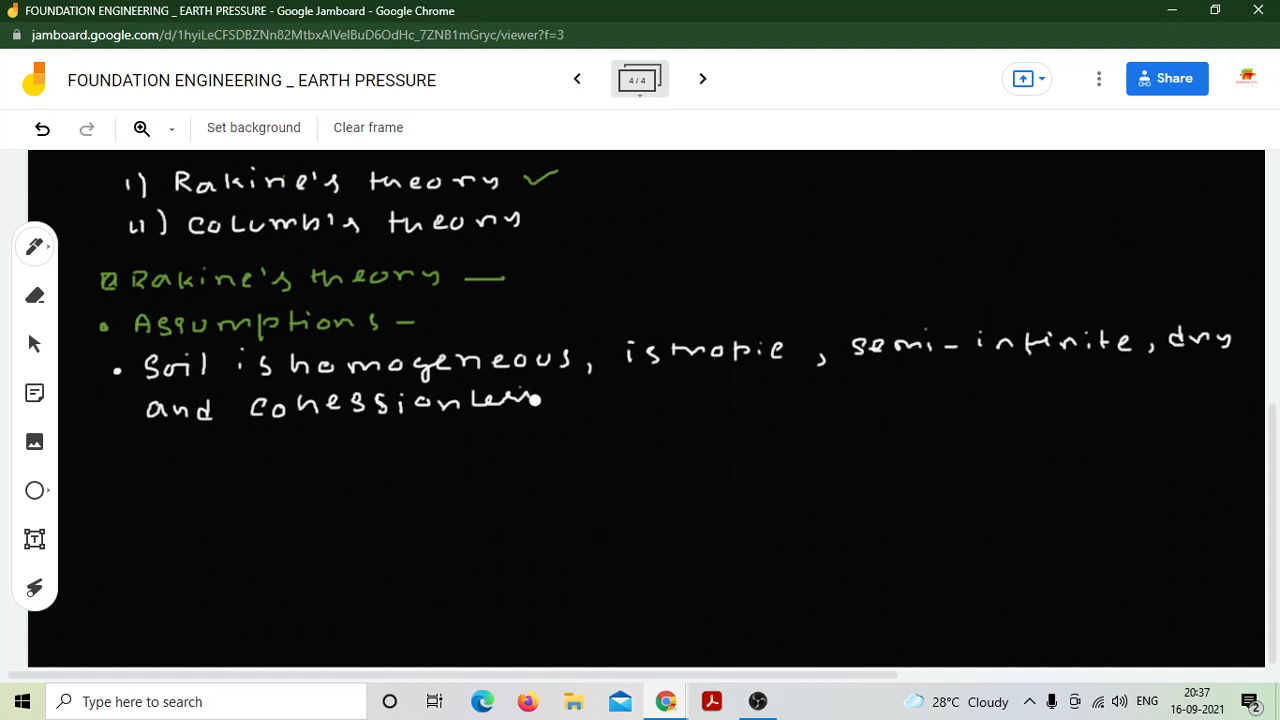 FOUNDATION ENGINEERING _ EARTH PRESSURE - Google Jamboard - Google Chrome
jamboard.google.com/d/1hyiLeCFSDBZNn82MtbxAlVelBuD6OdHc_7ZNB1mGryc/viewer?f=3
FOUNDATION ENGINEERING _ EARTH PRESSURE
4 / 4
Share
Set background
Clear frame
i) Rakine's theory ✓
ii) Columb's theory
Rakine's theory —
• Assumptions –
• Soil is homogeneous, istropic, semi-infinite, dry
and cohessionless
Type here to search
28°C Cloudy
ENG
20:37
16-09-2021
2